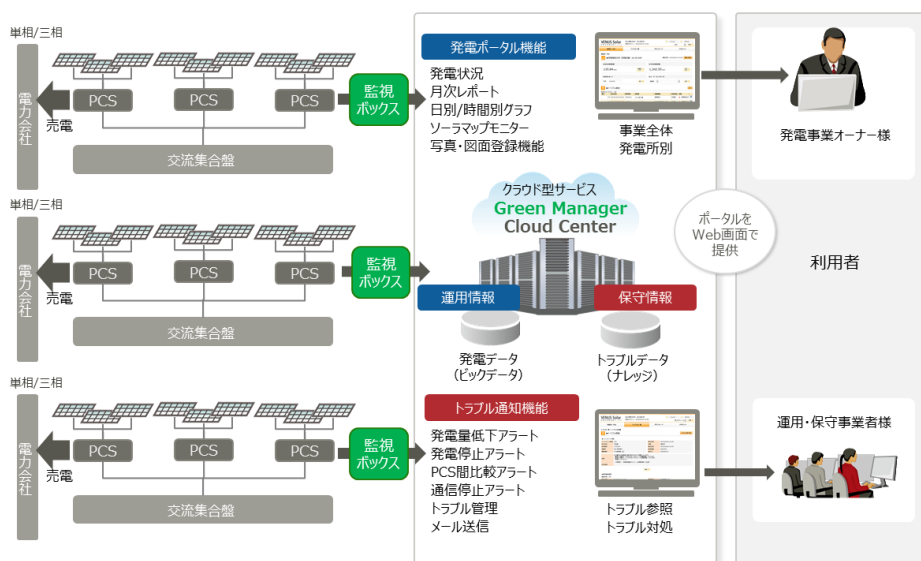 単相/三相
電力会社
売電
PCS
PCS
PCS
交流集合盤
監視
ボックス
単相/三相
電力会社
売電
PCS
PCS
PCS
交流集合盤
監視
ボックス
単相/三相
電力会社
売電
PCS
PCS
PCS
交流集合盤
監視
ボックス
発電ポータル機能
発電状況
月次レポート
日別/時間別グラフ
ソーラマップモニター
写真・図面登録機能
事業全体
発電所別
クラウド型サービス
Green Manager
Cloud Center
運用情報
保守情報
発電データ
(ビックデータ)
トラブルデータ
(ナレッジ)
トラブル通知機能
発電量低下アラート
発電停止アラート
PCS間比較アラート
通信停止アラート
トラブル管理
メール送信
トラブル参照
トラブル対処
ポータルを
Web画面で
提供
発電事業オーナー様
利用者
運用・保守事業者様